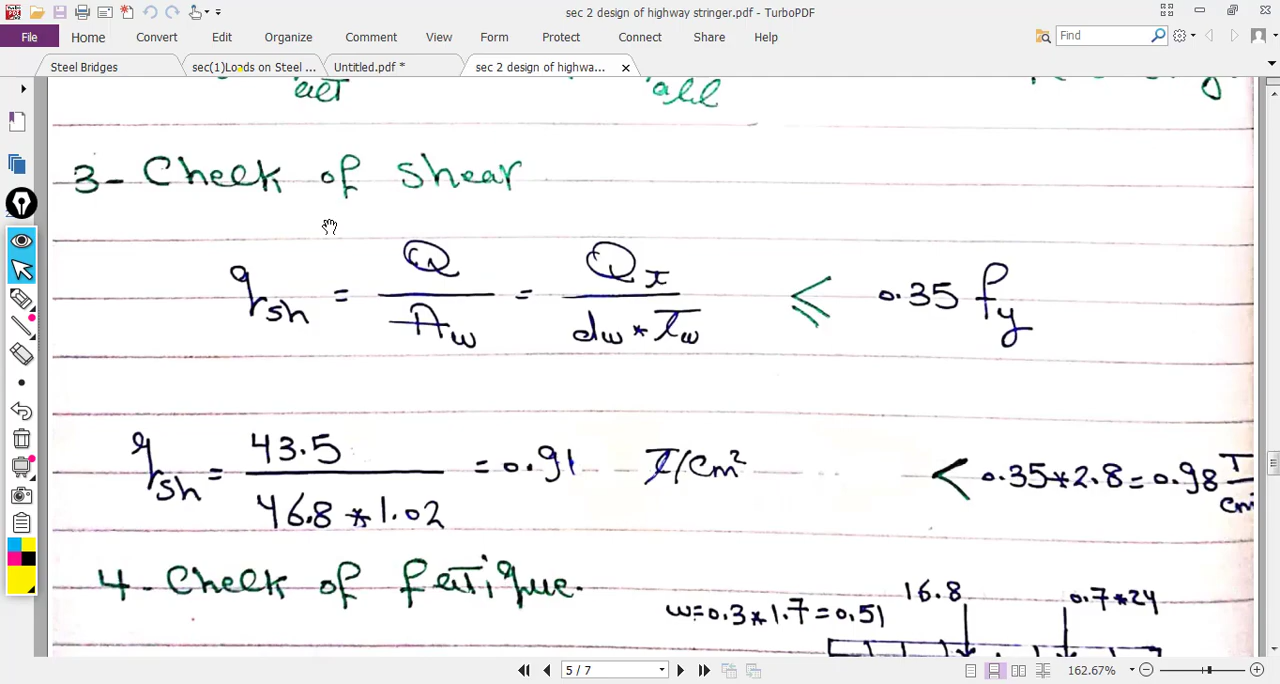 sec 2 design of highway stringer.pdf - TurboPDF
File Home Convert Edit Organize Comment View Form Protect Connect Share Help Find
Steel Bridges sec(1)Loads on Steel ... Untitled.pdf * sec 2 design of highwa... x
all
3- Check of shear
qsh = Q / Aw = Qx / dw * Tw ≤ 0.35 fy
qsh = 43.5 / 46.8 * 1.02 = 0.91 T/cm² < 0.35*2.8 = 0.98 T/cm²
4- Check of fatique.
w = 0.3 * 1.7 = 0.51
16.8
0.7*24
5 / 7 162.67%